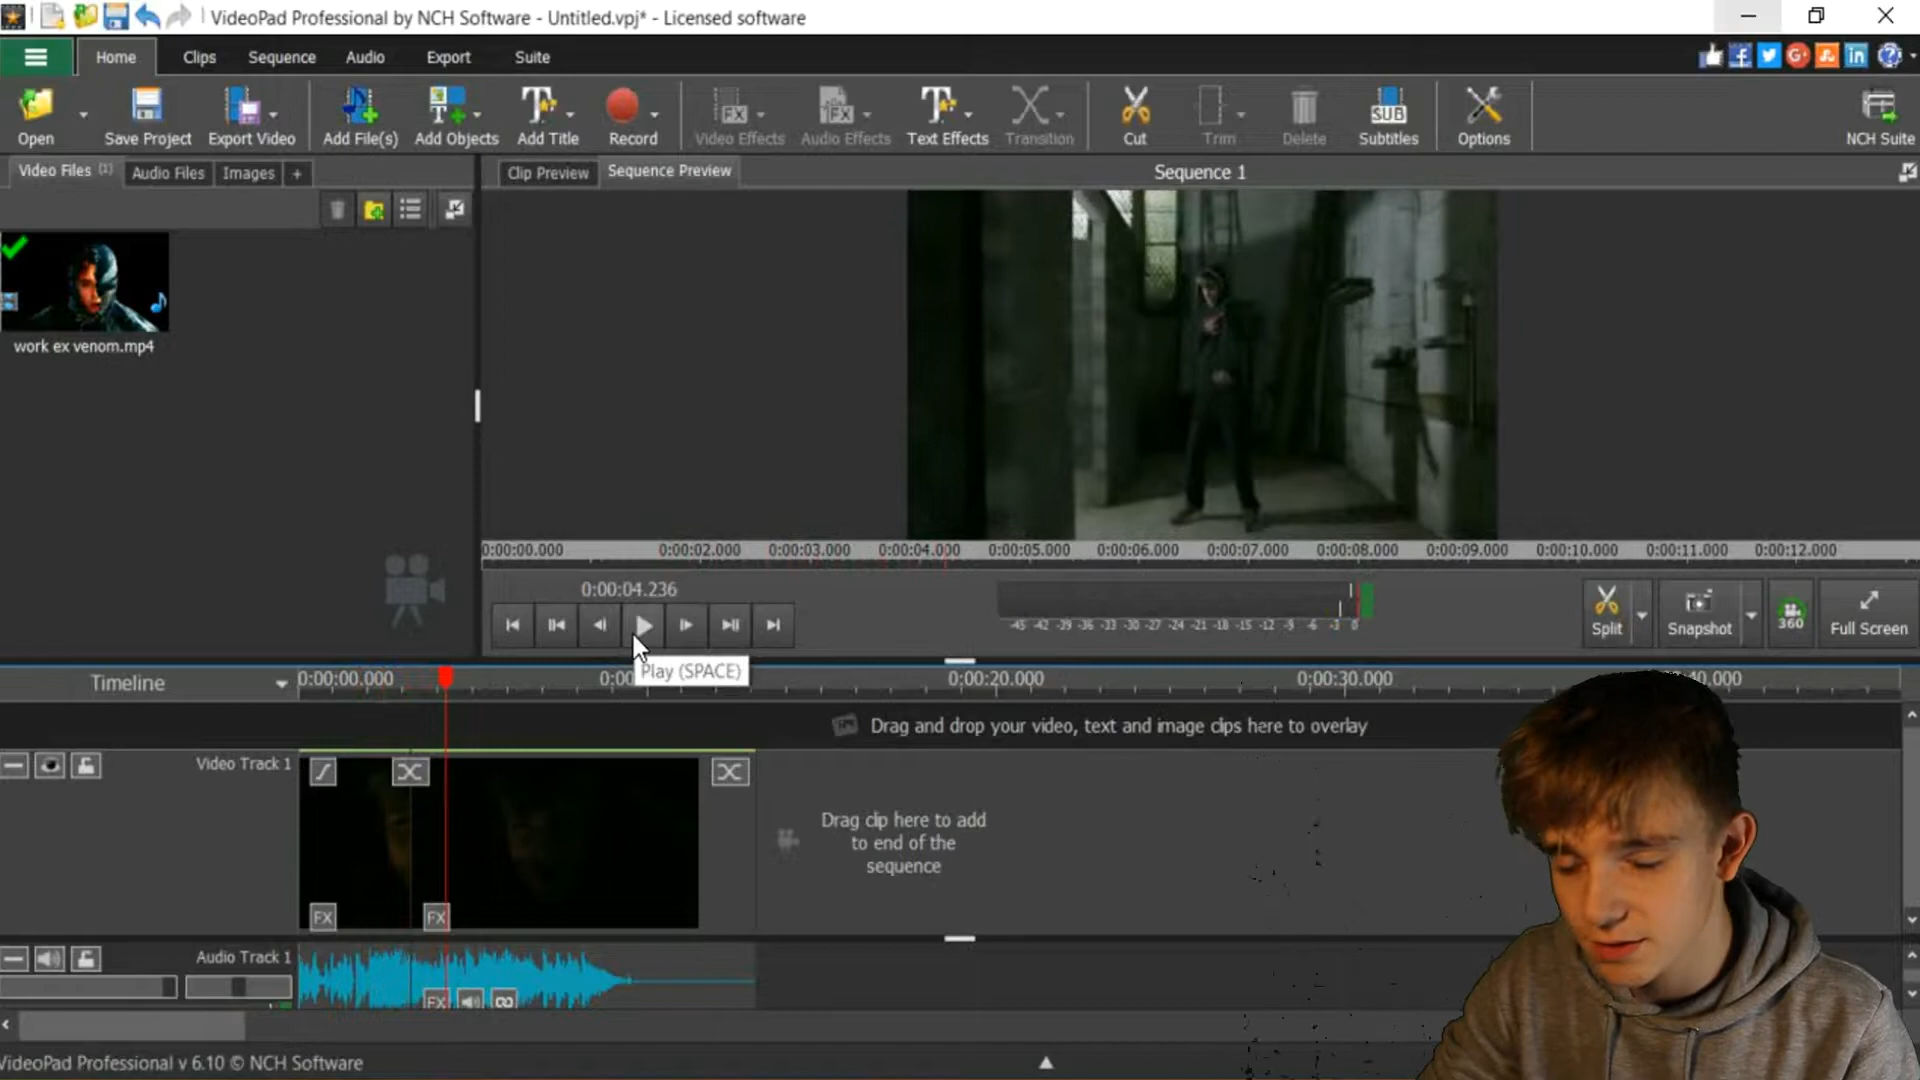 VideoPad Professional by NCH Software - Untitled.vpj* - Licensed software
Home Clips Sequence Audio Export Suite
Open Save Project Export Video Add File(s) Add Objects Add Title Record Video Effects Audio Effects Text Effects Transition Cut Trim Delete Subtitles Options NCH Suite
SUB
Video Files (1) Audio Files Images + Clip Preview Sequence Preview Sequence 1
work ex venom.mp4
0:00:00.000 0:00:02.000 0:00:03.000 0:00:04.000 0:00:05.000 0:00:06.000 0:00:07.000 0:00:08.000 0:00:09.000 0:00:10.000 0:00:11.000 0:00:12.000
0:00:04.236
-45 -42 -39 -36 -33 -30 -27 -24 -21 -18 -15 -12 -9 -6 -3 0
Split Snapshot 360 Full Screen
Play (SPACE)
Timeline 0:00:00.000 0:00:20.000 0:00:30.000
Drag and drop your video, text and image clips here to overlay
Video Track 1
Drag clip here to add
to end of the
sequence
FX FX
Audio Track 1
FX
VideoPad Professional v 6.10 © NCH Software